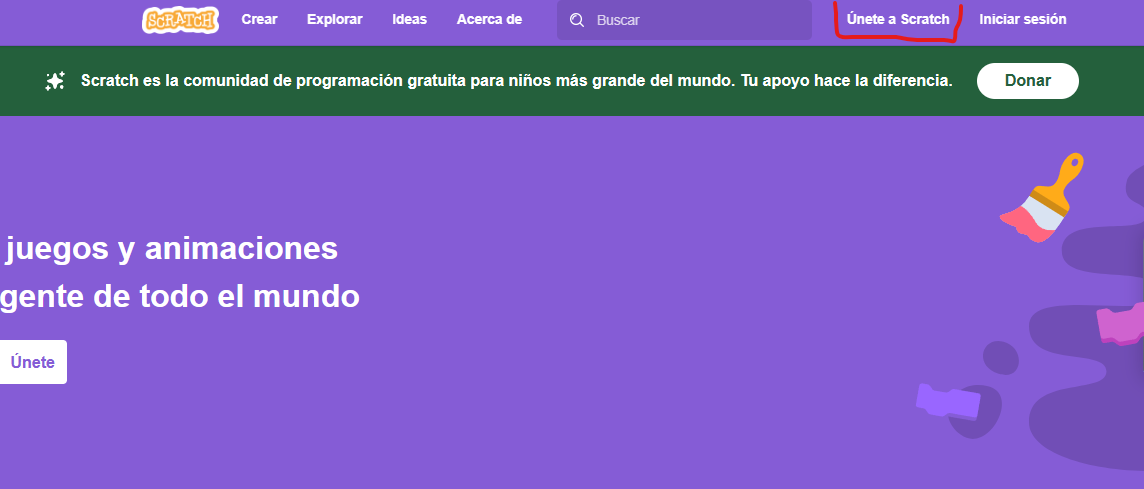 SCRATCH Crear Explorar Ideas Acerca de Buscar Únete a Scratch Iniciar sesión
Scratch es la comunidad de programación gratuita para niños más grande del mundo. Tu apoyo hace la diferencia. Donar
juegos y animaciones
gente de todo el mundo
Únete